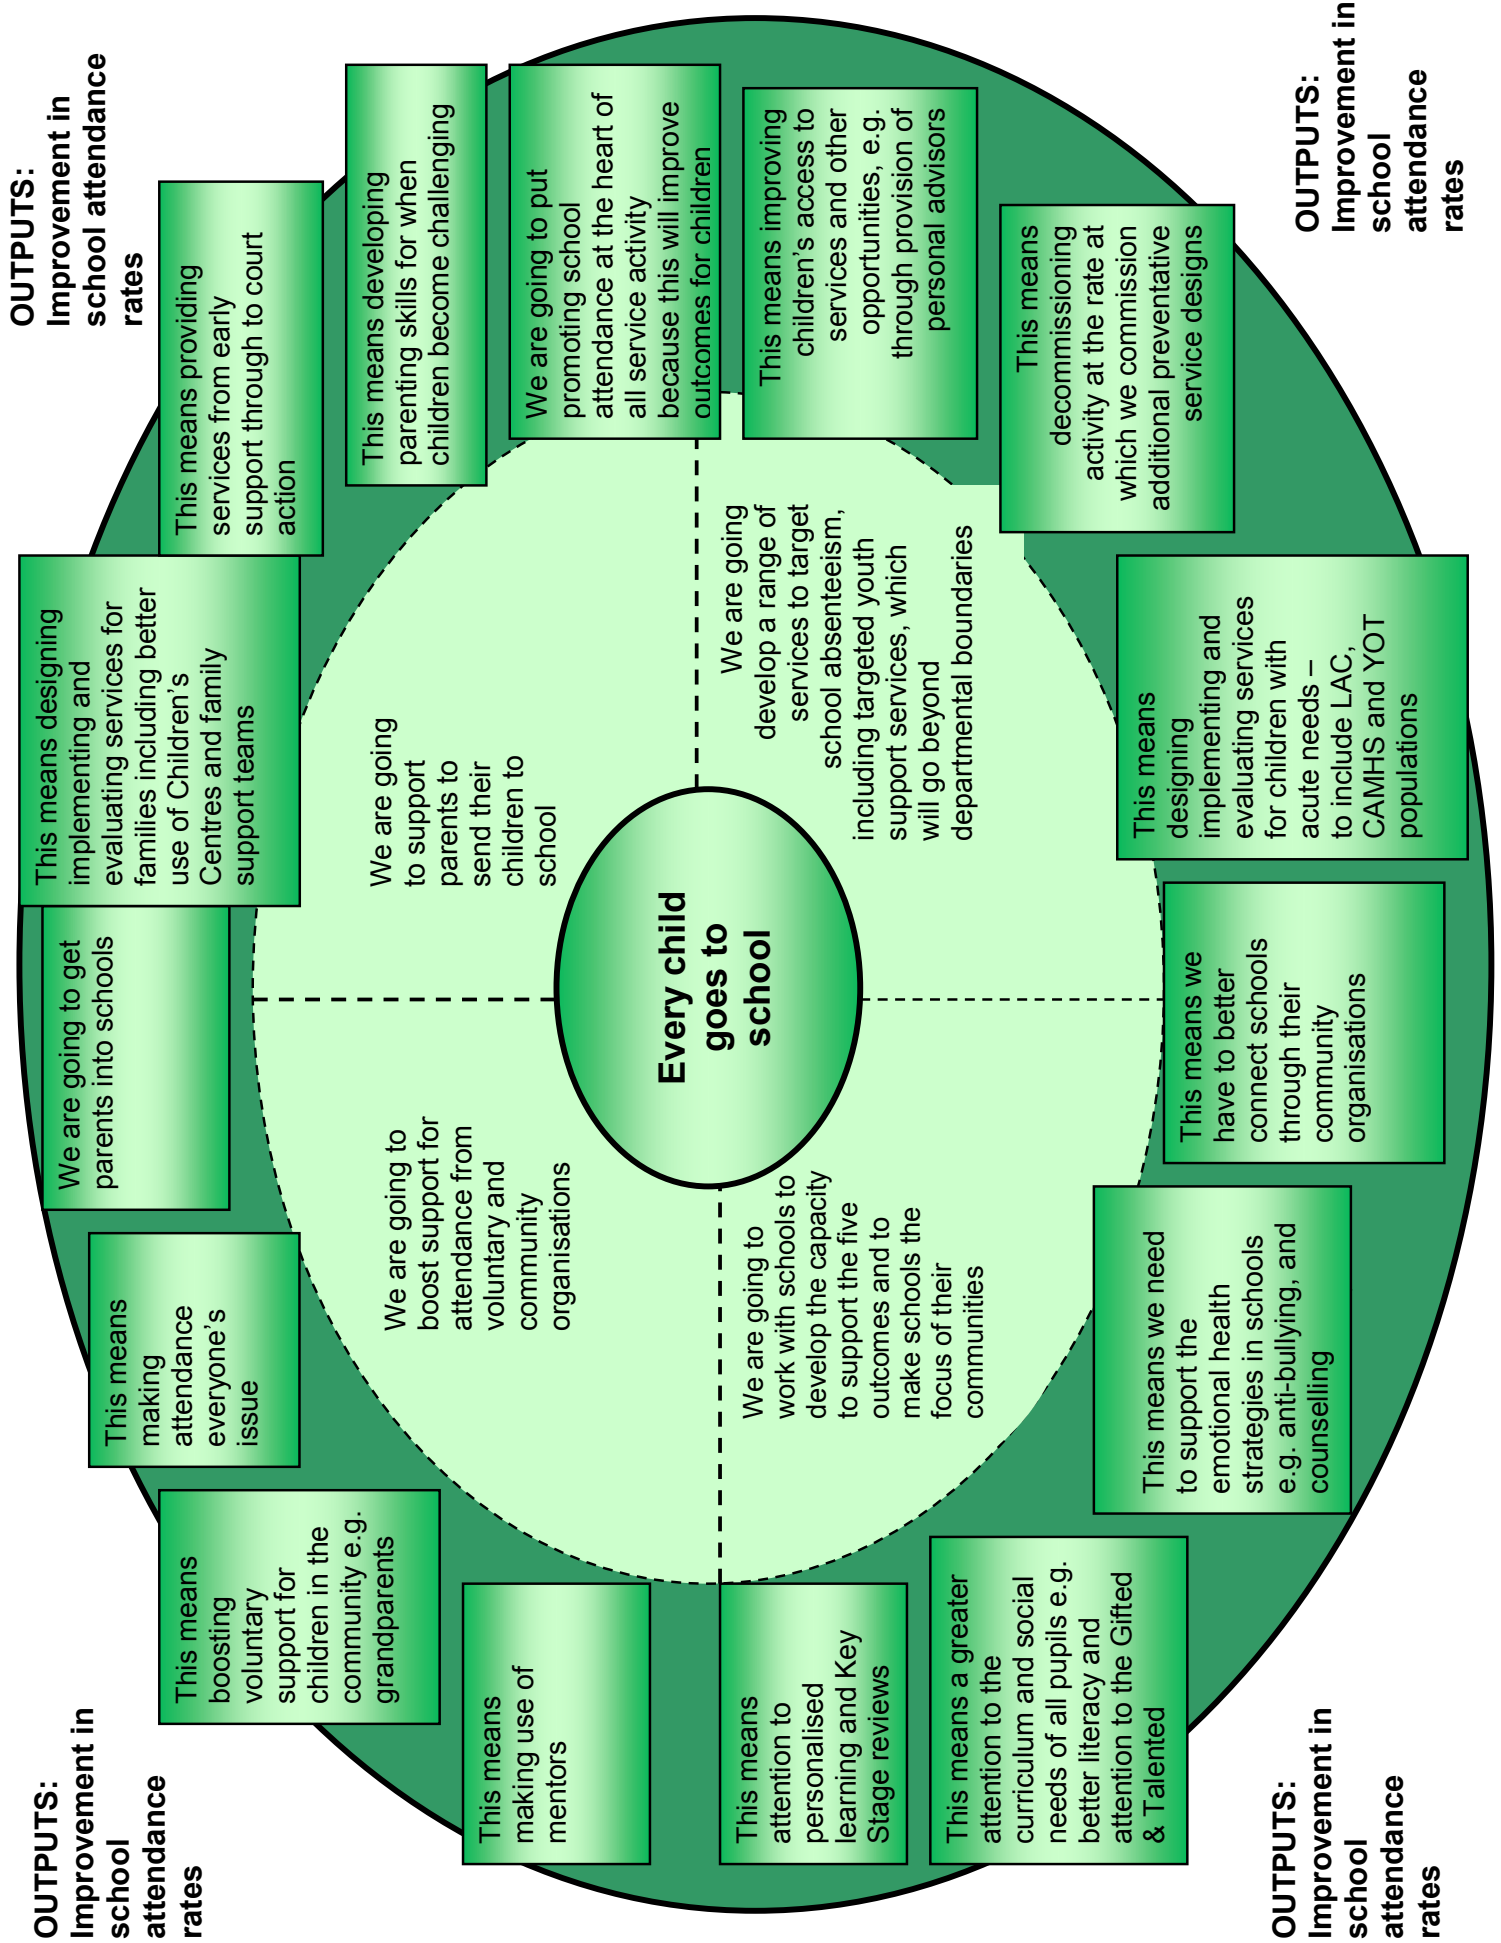 OUTPUTS:
Improvement in
school
attendance
rates
OUTPUTS:
Improvement in
school attendance
rates
This means
boosting
voluntary
support for
children in the
community e.g.
grandparents
This means
making
attendance
everyone's
issue
We are going to get
parents into schools
This means designing
implementing and
evaluating services for
families including better
use of Children's
Centres and family
support teams
This means providing
services from early
support through to court
action
This means developing
parenting skills for when
children become challenging
This means
making use of
mentors
We are going to
boost support for
attendance from
voluntary and
community
organisations
We are going
to support
parents to
send their
children to
school
We are going to put
promoting school
attendance at the heart of
all service activity
because this will improve
outcomes for children
Every child
goes to
school
This means
attention to
personalised
learning and Key
Stage reviews
We are going to
work with schools to
develop the capacity
to support the five
outcomes and to
make schools the
focus of their
communities
We are going
develop a range of
services to target
school absenteeism,
including targeted youth
support services, which
will go beyond
departmental boundaries
This means improving
children's access to
services and other
opportunities, e.g.
through provision of
personal advisors
This means a greater
attention to the
curriculum and social
needs of all pupils e.g.
better literacy and
attention to the Gifted
& Talented
This means we need
to support the
emotional health
strategies in schools
e.g. anti-bullying, and
counselling
This means we
have to better
connect schools
through their
community
organisations
This means
designing
implementing and
evaluating services
for children with
acute needs –
to include LAC,
CAMHS and YOT
populations
This means
decommissioning
activity at the rate at
which we commission
additional preventative
service designs
OUTPUTS:
Improvement in
school
attendance
rates
OUTPUTS:
Improvement in
school
attendance
rates